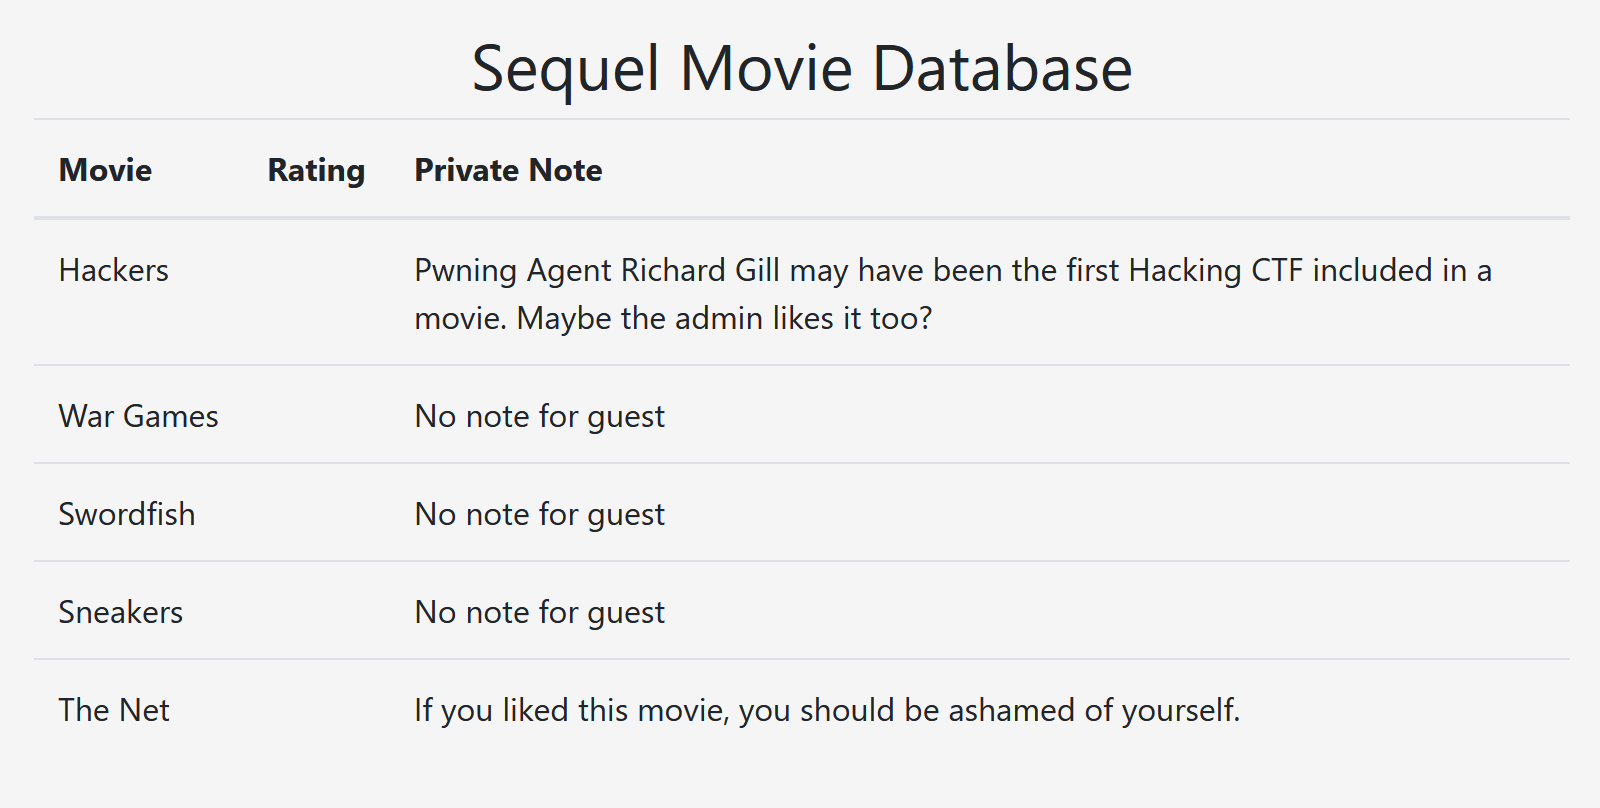 Sequel Movie Database
Movie Rating Private Note
Hackers Pwning Agent Richard Gill may have been the first Hacking CTF included in a
movie. Maybe the admin likes it too?
War Games No note for guest
Swordfish No note for guest
Sneakers No note for guest
The Net If you liked this movie, you should be ashamed of yourself.